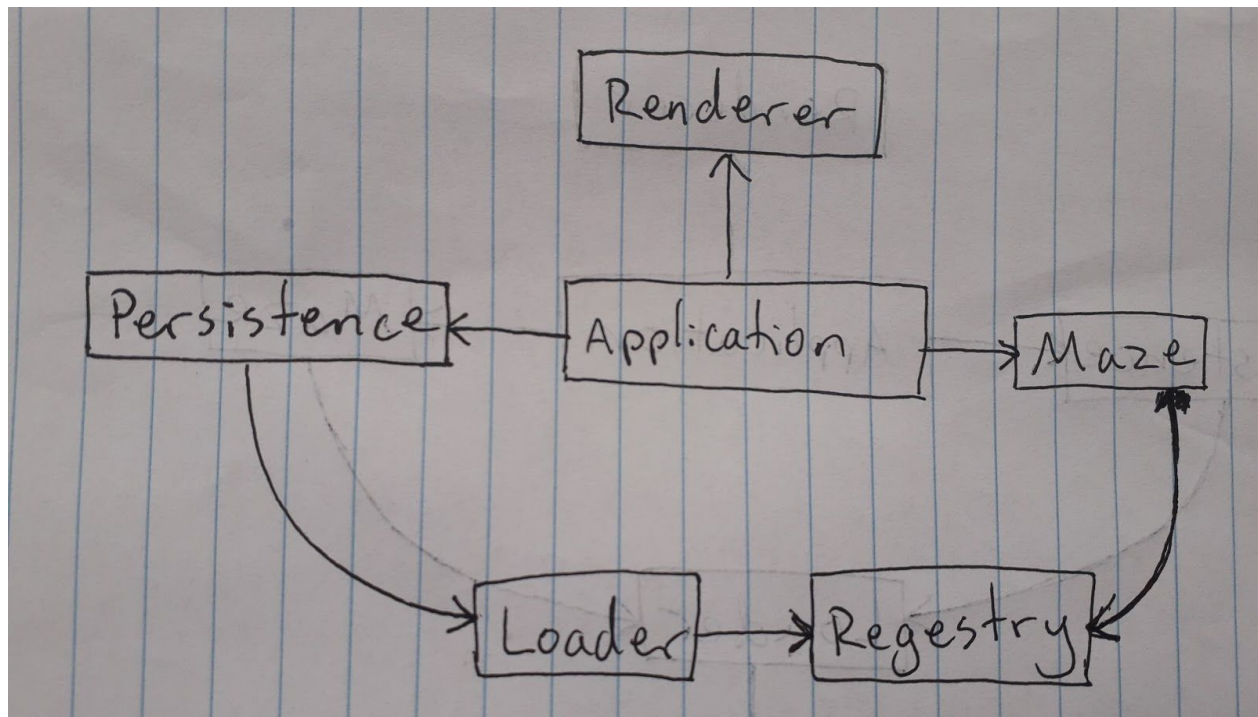 Renderer
Persistence
Application
Maze
Loader
Regestry